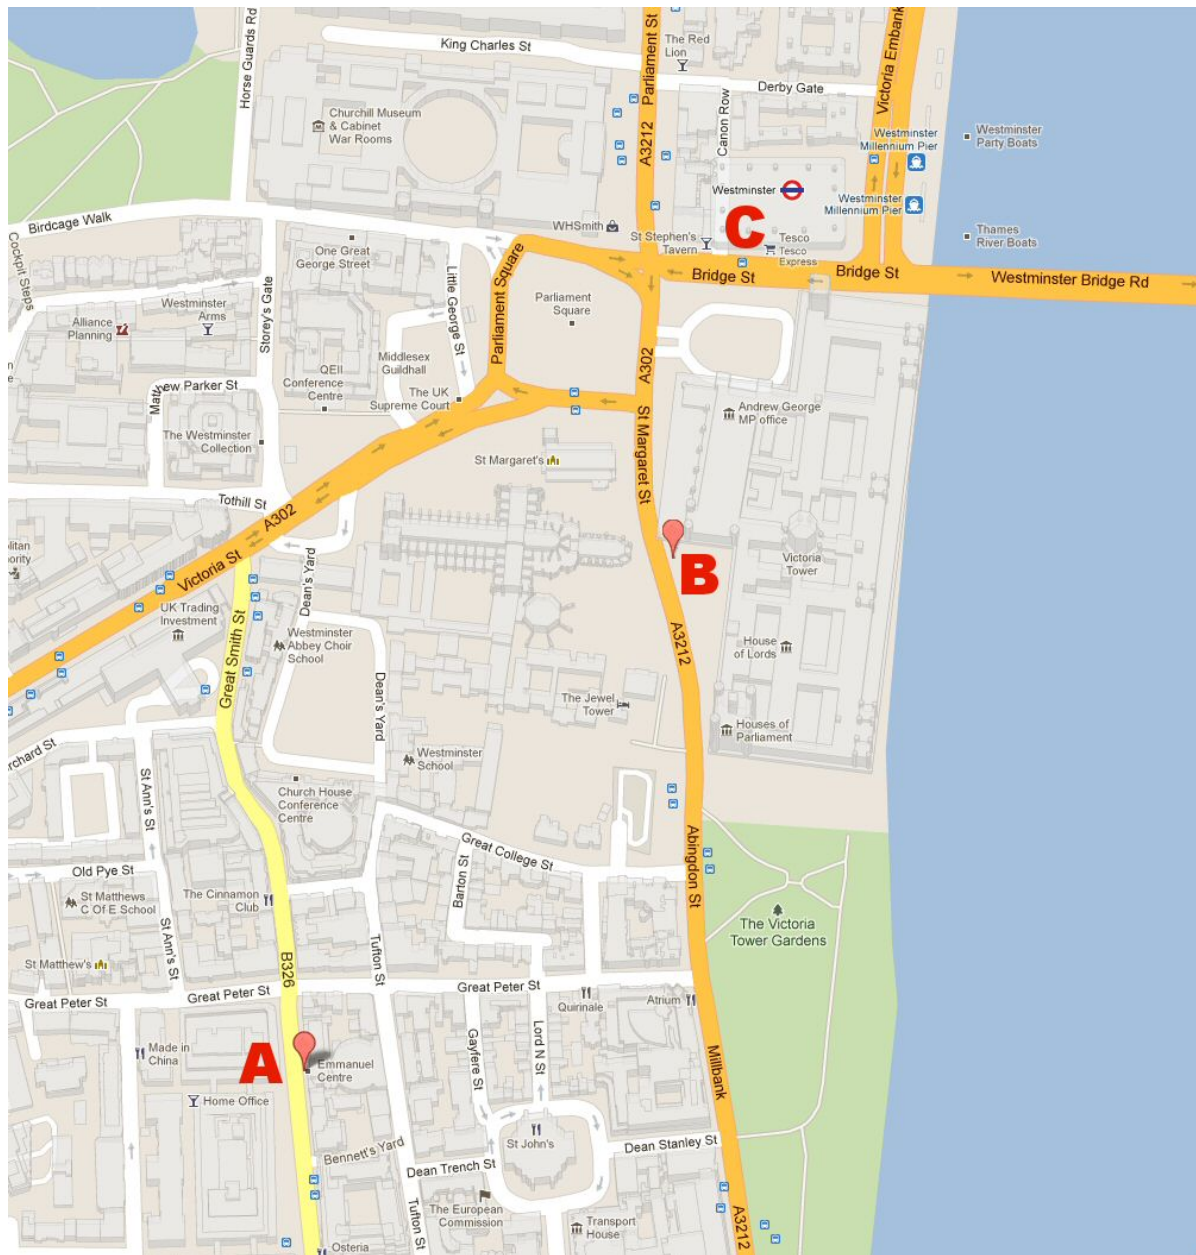 King Charles St
The Red
Lion
Horse Guards Rd
Parliament St
Victoria Embank
Derby Gate
Churchill Museum
& Cabinet
War Rooms
A3212
Canon Row
Westminster
Millennium Pier
Westminster
Party Boats
Westminster
Westminster
Millennium Pier
Birdcage Walk
WHSmith
St Stephen's
Tavern
C
Tesco
Tesco
Express
Thames
River Boats
Cockpit Steps
One Great
George Street
Little George St
Parliament Square
Bridge St
Bridge St
Westminster Bridge Rd
Westminster
Arms
Alliance
Planning
Storey's Gate
Parliament
Square
A302
Middlesex
Guildhall
QEII
Conference
Centre
Mathew Parker St
The UK
Supreme Court
St Margaret St
Andrew George
MP office
The Westminster
Collection
St Margaret's
Tothill St
A302
Victoria St
olitan
ority
Dean's Yard
B
Victoria
Tower
UK Trading
Investment
Great Smith St
Westminster
Abbey Choir
School
A3212
House
of Lords
Dean's Yard
The Jewel
Tower
Houses of
Parliament
rchard St
St Ann's St
Westminster
School
Church House
Conference
Centre
Great College St
Abingdon St
Old Pye St
Barton St
St Matthews
C Of E School
The Cinnamon
Club
The Victoria
Tower Gardens
St Ann's St
Tufton St
St Matthew's
B326
Great Peter St
Great Peter St
Great Peter St
Quirinale
Atrium
Made in
China
A
Emmanuel
Centre
Gayfere St
Lord N St
Millbank
Home Office
Bennett's Yard
St John's
Dean Stanley St
Dean Trench St
Tufton St
The European
Commission
Transport
House
A3212
Osteria